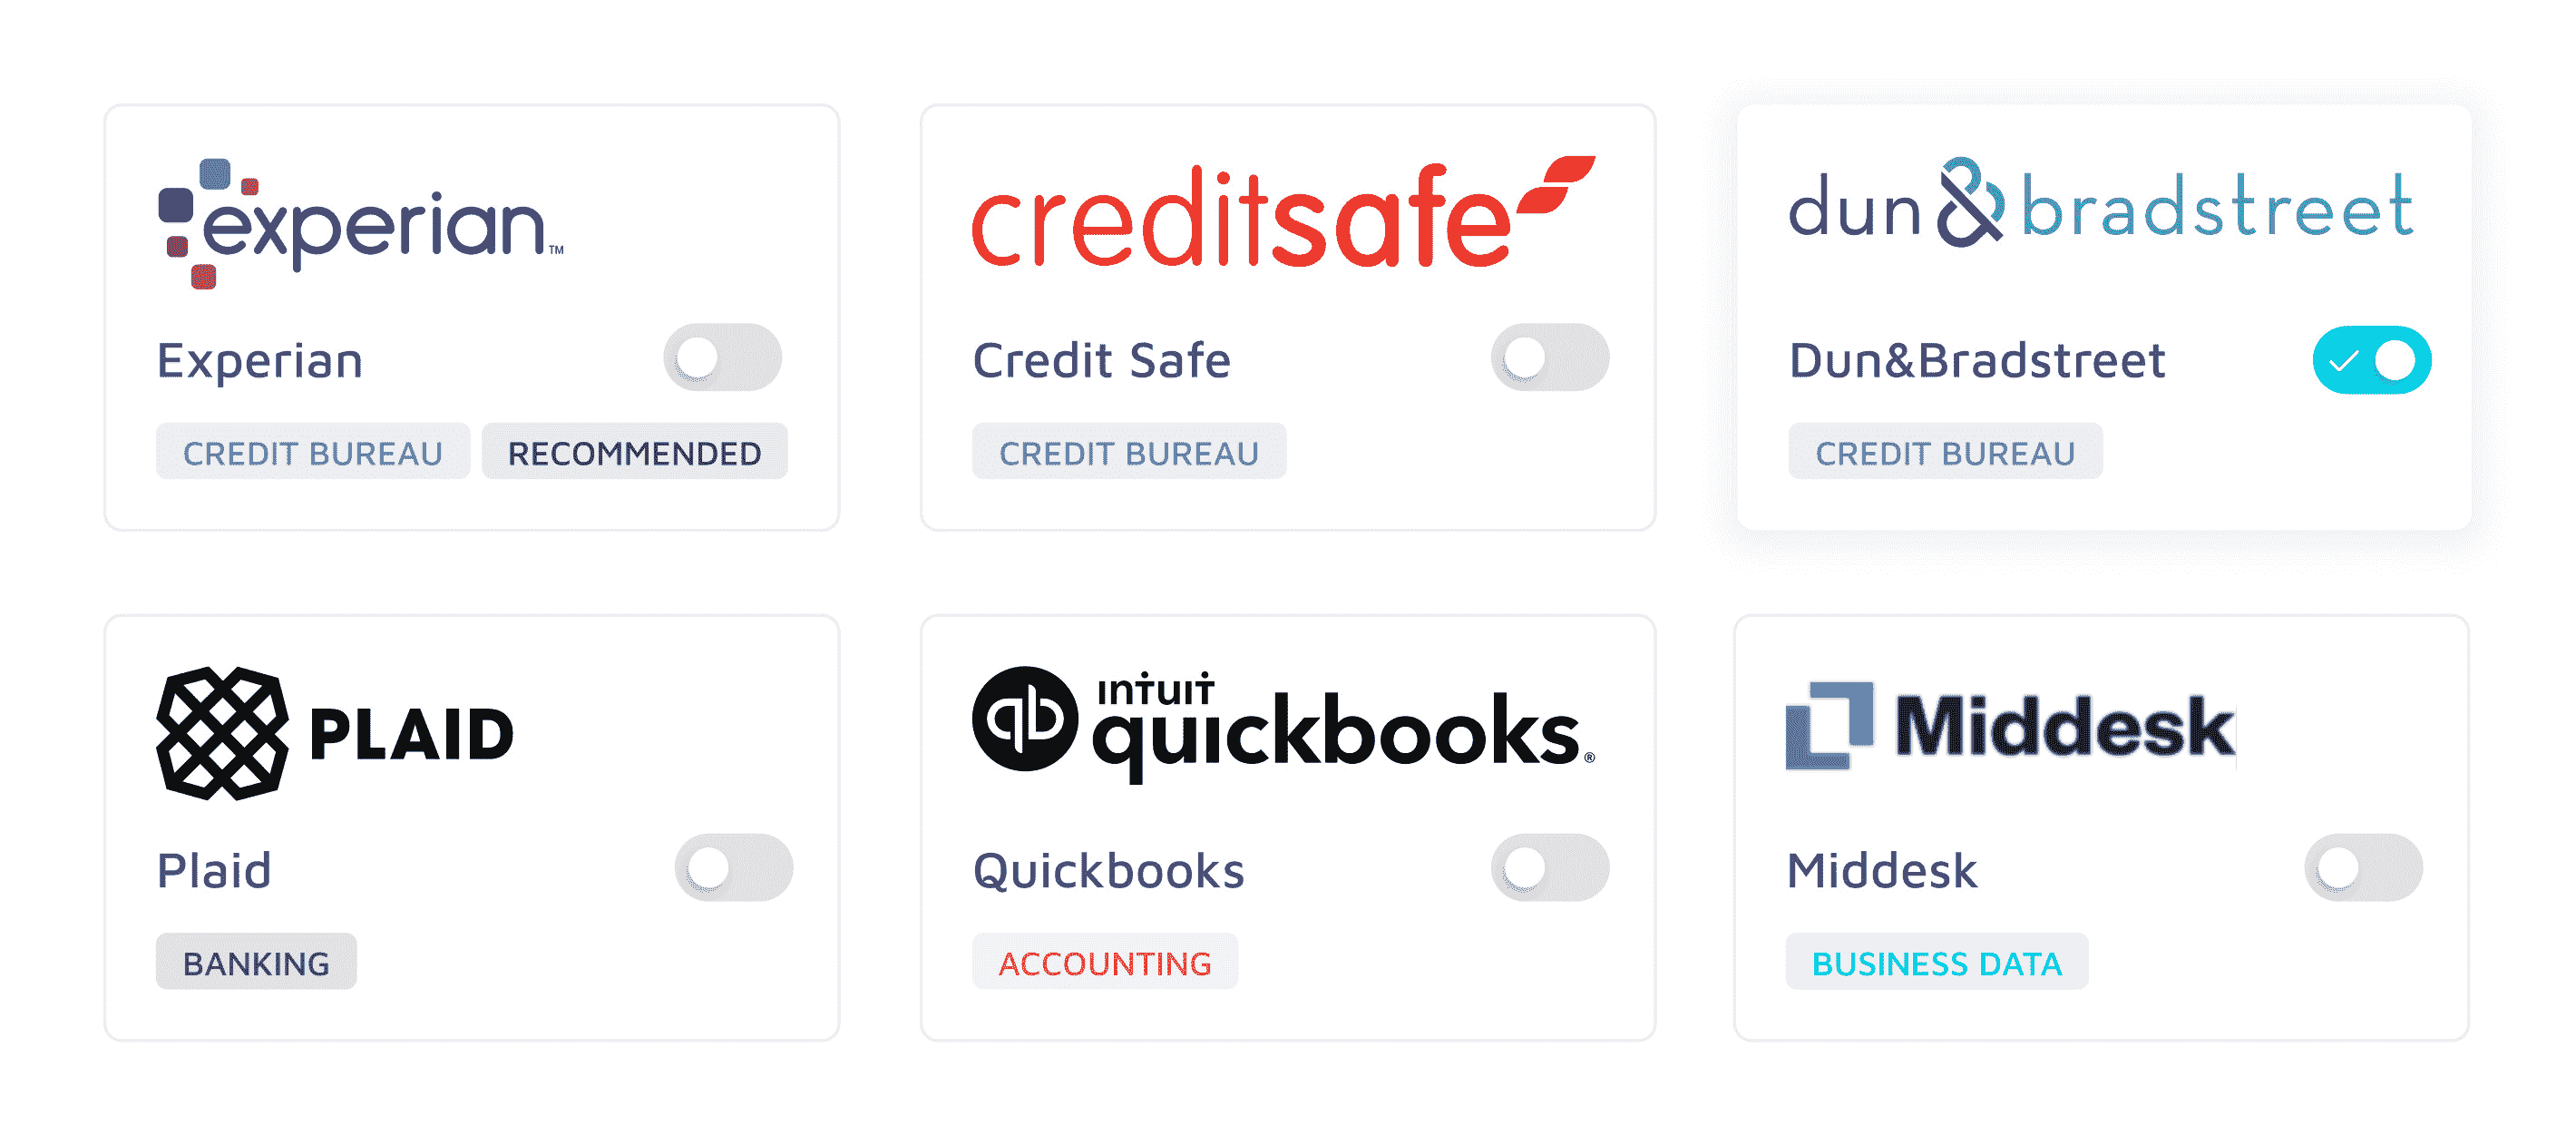 experian™
Experian
CREDIT BUREAU RECOMMENDED
creditsafe
Credit Safe
CREDIT BUREAU
dun & bradstreet
Dun&Bradstreet
CREDIT BUREAU
PLAID
Plaid
BANKING
qb
intuit
quickbooks®
Quickbooks
ACCOUNTING
Middesk
Middesk
BUSINESS DATA